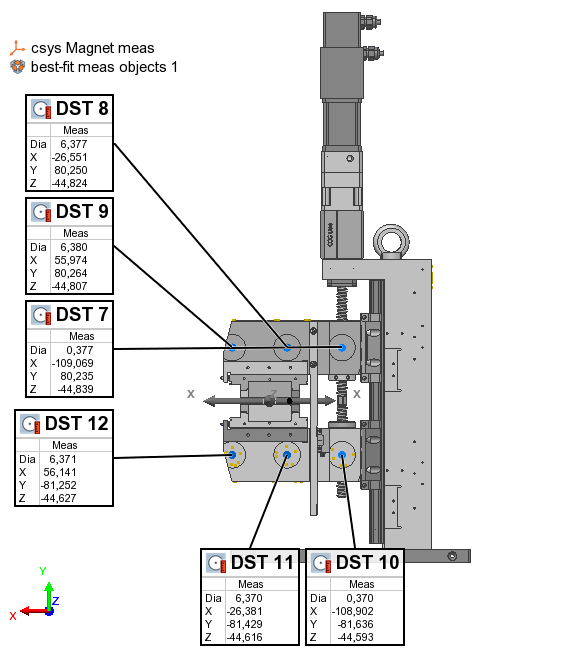 csys Magnet meas
best-fit meas objects 1
DST 8
Meas
Dia 6,377
X -26,551
Y 80,250
Z -44,824
DST 9
Meas
Dia 6,380
X 55,974
Y 80,264
Z -44,807
DST 7
Meas
Dia 0,377
X -109,069
Y 80,235
Z -44,839
DST 12
Meas
Dia 6,371
X 56,141
Y -81,252
Z -44,627
DST 11
Meas
Dia 6,370
X -26,381
Y -81,429
Z -44,616
DST 10
Meas
Dia 0,370
X -108,902
Y -81,636
Z -44,593
X
Z
X
Y
Z
X